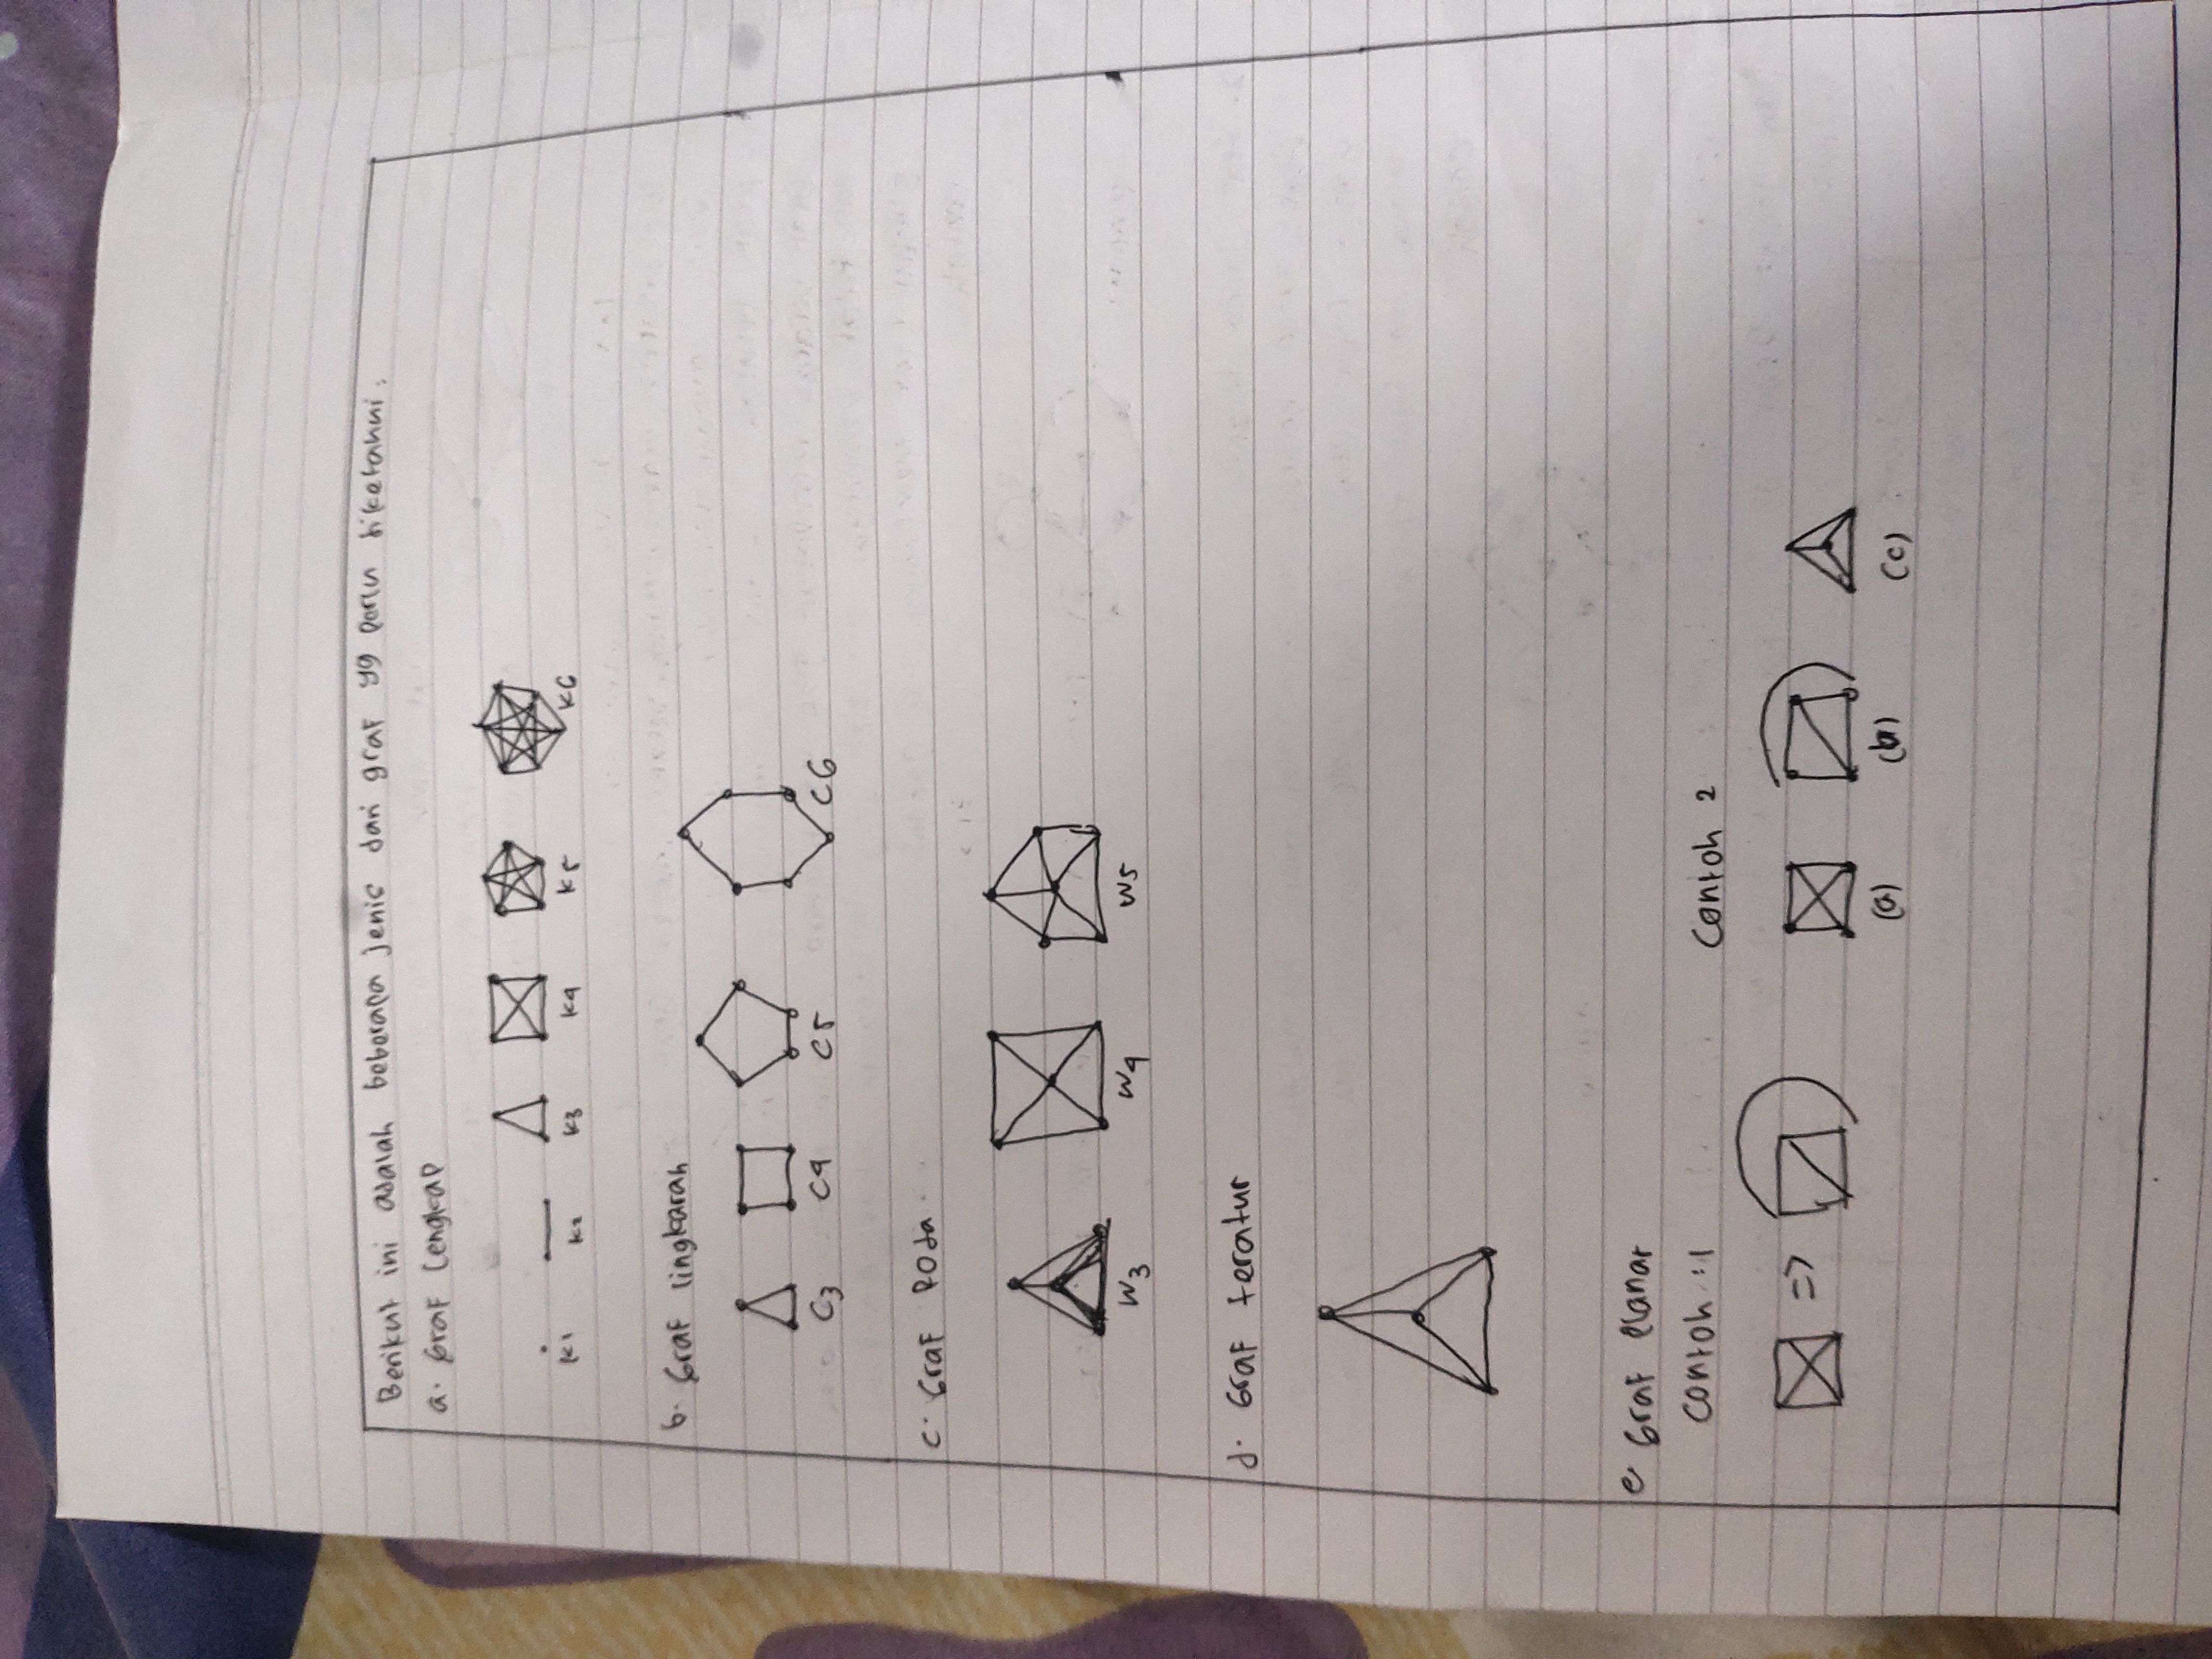 Berikut ini adalah beberapa jenis dari graf yg perlu diketahui:
a. Graf Lengkap
K1 K2 K3 K4 K5 K6
b. Graf lingkaran
C3 C4 C5 C6
c. Graf Roda
W3 W4 W5
d. Graf teratur
e. Graf Planar
Contoh :1 Contoh 2
=> (a) (b) (c)